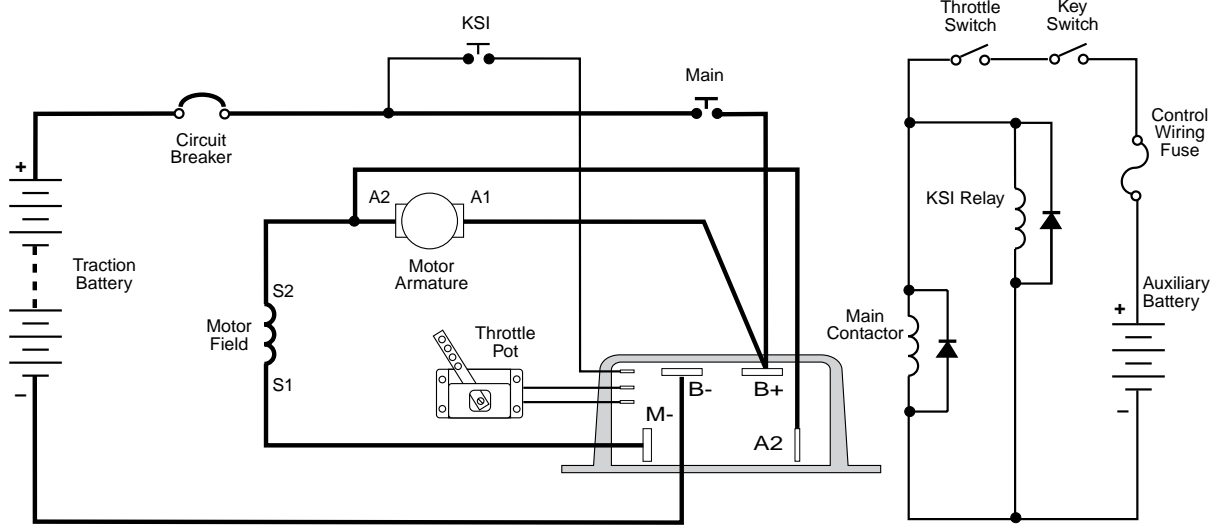 KSI
Main
Circuit
Breaker
+
–
Traction
Battery
A2
A1
Motor
Armature
S2
Motor
Field
S1
Throttle
Pot
B-
B+
M-
A2
Throttle
Switch
Key
Switch
Control
Wiring
Fuse
KSI Relay
Main
Contactor
Auxiliary
Battery
+
–